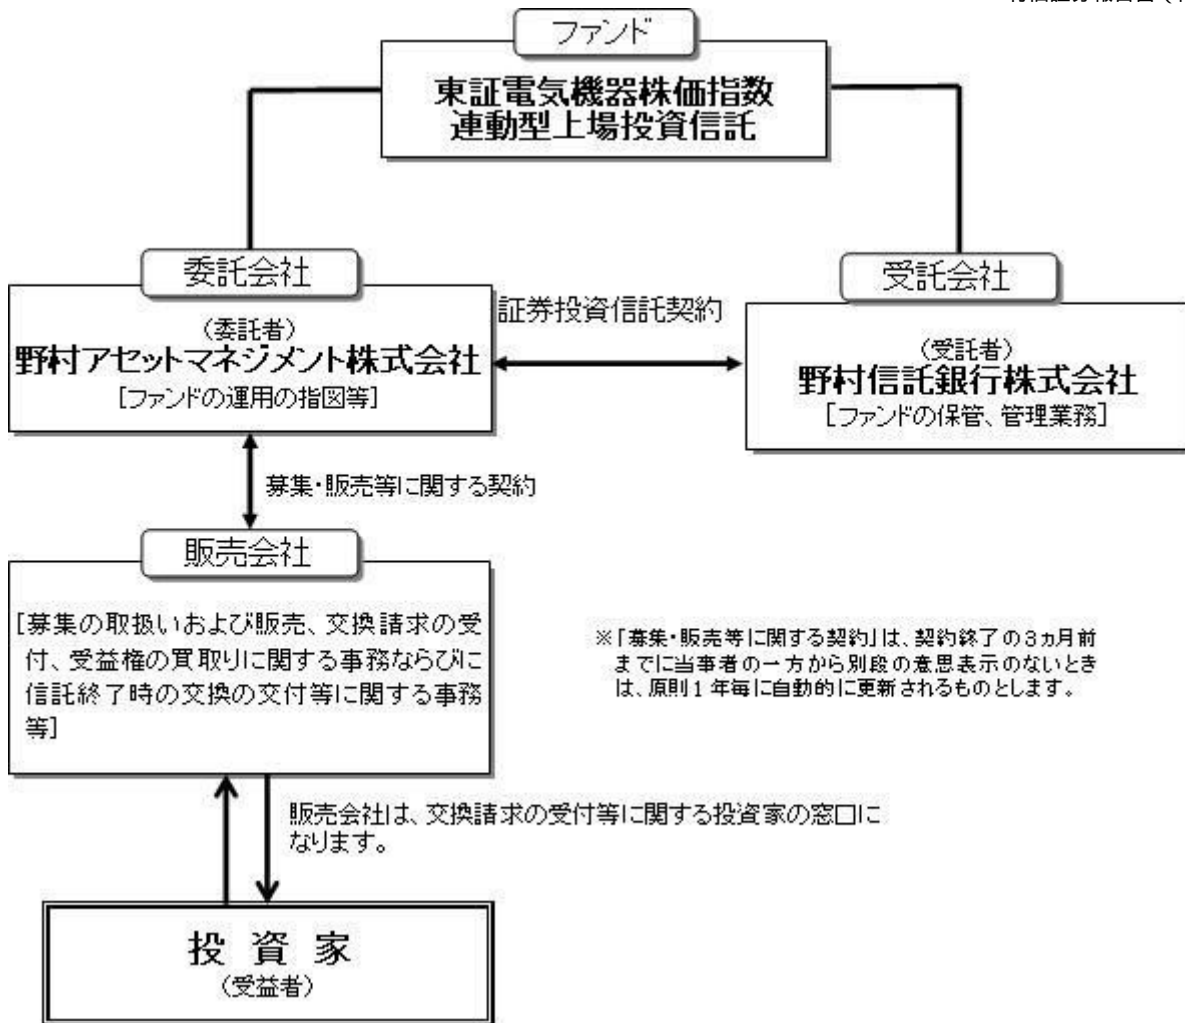 ファンド
東証電気機器株価指数
連動型上場投資信託
委託会社
(委託者)
野村アセットマネジメント株式会社
[ファンドの運用の指図等]
証券投資信託契約
受託会社
(受託者)
野村信託銀行株式会社
[ファンドの保管、管理業務]
募集・販売等に関する契約
販売会社
[募集の取扱いおよび販売、交換請求の受
付、受益権の買取りに関する事務ならびに
信託終了時の交換の交付等に関する事務
等]
※「募集・販売等に関する契約」は、契約終了の3ヵ月前
までに当事者の一方から別段の意思表示のないとき
は、原則1年毎に自動的に更新されるものとします。
販売会社は、交換請求の受付等に関する投資家の窓口に
なります。
投 資 家
(受益者)